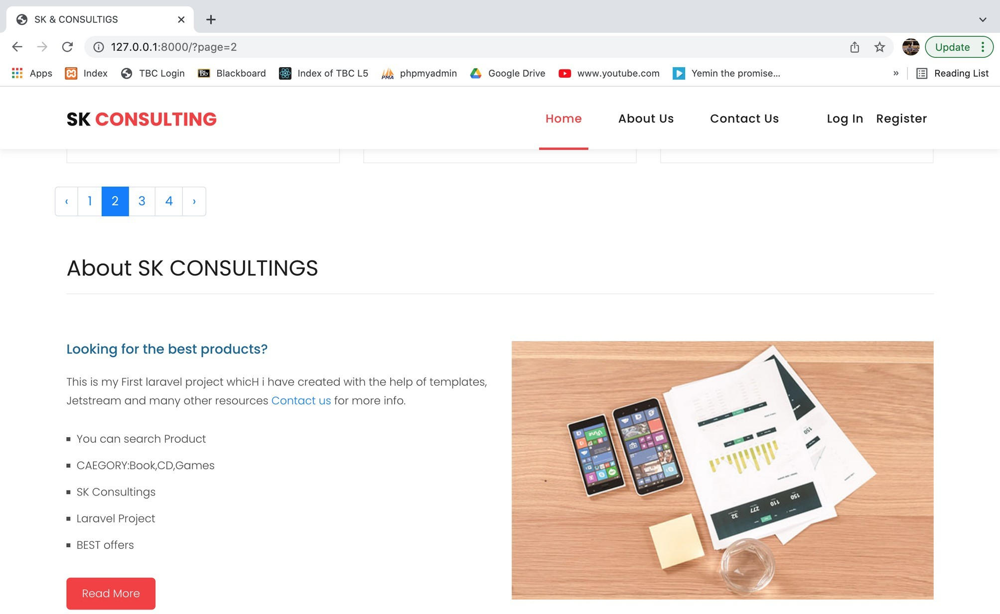 SK & CONSULTIGS
127.0.0.1:8000/?page=2
Update
Apps Index TBC Login Bb Blackboard Index of TBC L5 PMA phpmyadmin Google Drive www.youtube.com Yemin the promise... » Reading List
SK CONSULTING Home About Us Contact Us Log In Register
‹ 1 2 3 4 ›
About SK CONSULTINGS
Looking for the best products?
This is my First laravel project whicH i have created with the help of templates,
Jetstream and many other resources Contact us for more info.
You can search Product
CAEGORY:Book,CD,Games
SK Consultings
Laravel Project
BEST offers
Read More
Vine
150
32 277 110 150